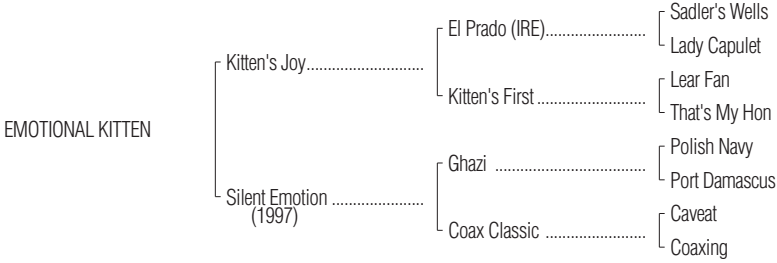 Sadler's Wells
El Prado (IRE)........................
Lady Capulet
Kitten's Joy............................
Lear Fan
Kitten's First ..........................
That's My Hon
EMOTIONAL KITTEN
Polish Navy
Ghazi ....................................
Port Damascus
Silent Emotion ......................
(1997)
Caveat
Coax Classic ........................
Coaxing